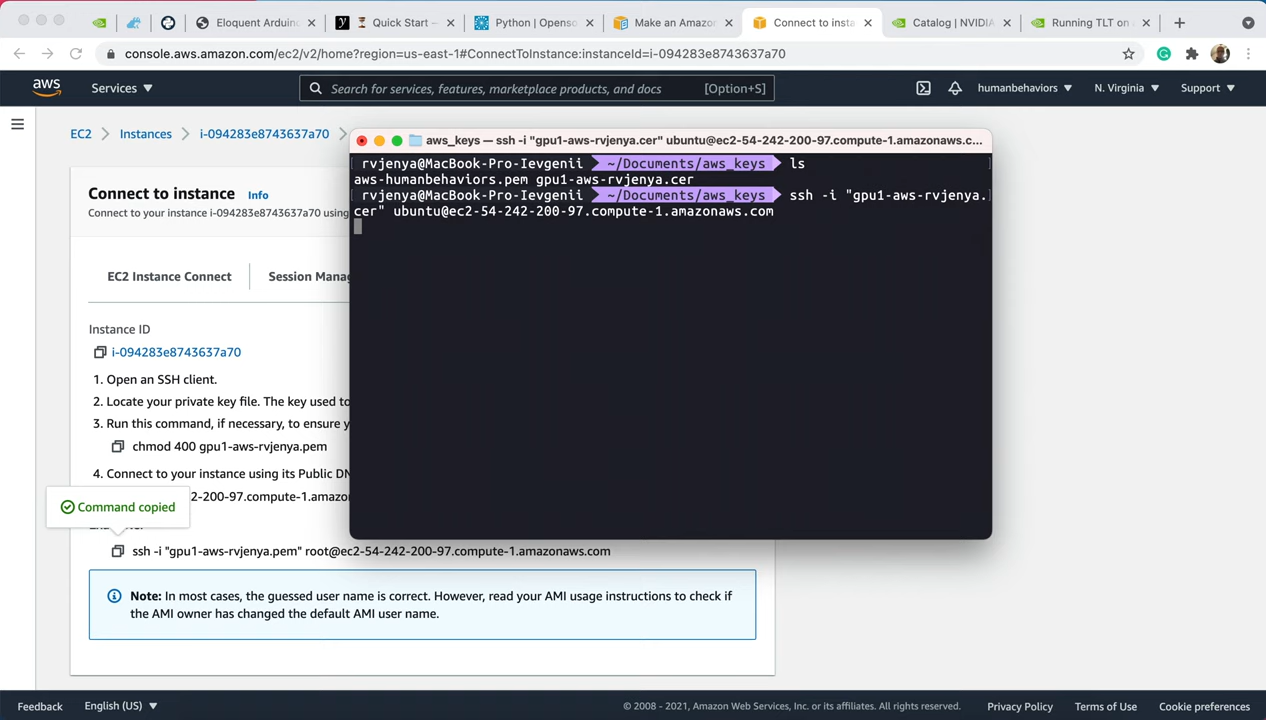 Eloquent Arduin
Quick Start –
Python | Openso
Make an Amazo
Connect to insta
Catalog | NVIDIA
Running TLT on
console.aws.amazon.com/ec2/v2/home?region=us-east-1#ConnectToInstance:instanceId=i-094283e8743637a70
aws
Services
Search for services, features, marketplace products, and docs
[Option+S]
humanbehaviors
N. Virginia
Support
EC2 > Instances > i-094283e8743637a70
Connect to instance Info
Connect to your instance i-094283e8743637a70 using
EC2 Instance Connect
Session Mana
Instance ID
i-094283e8743637a70
1. Open an SSH client.
2. Locate your private key file. The key used to
3. Run this command, if necessary, to ensure y
chmod 400 gpu1-aws-rvjenya.pem
4. Connect to your instance using its Public DN
2-54-242-200-97.compute-1.amazo
Command copied
ssh -i "gpu1-aws-rvjenya.pem" root@ec2-54-242-200-97.compute-1.amazonaws.com
Note: In most cases, the guessed user name is correct. However, read your AMI usage instructions to check if
the AMI owner has changed the default AMI user name.
aws_keys — ssh -i "gpu1-aws-rvjenya.cer" ubuntu@ec2-54-242-200-97.compute-1.amazonaws.c...
rvjenya@MacBook-Pro-Ievgenii ~/Documents/aws_keys ls
aws-humanbehaviors.pem gpu1-aws-rvjenya.cer
rvjenya@MacBook-Pro-Ievgenii ~/Documents/aws_keys ssh -i "gpu1-aws-rvjenya.
cer" ubuntu@ec2-54-242-200-97.compute-1.amazonaws.com
Feedback
English (US)
© 2008 - 2021, Amazon Web Services, Inc. or its affiliates. All rights reserved.
Privacy Policy
Terms of Use
Cookie preferences